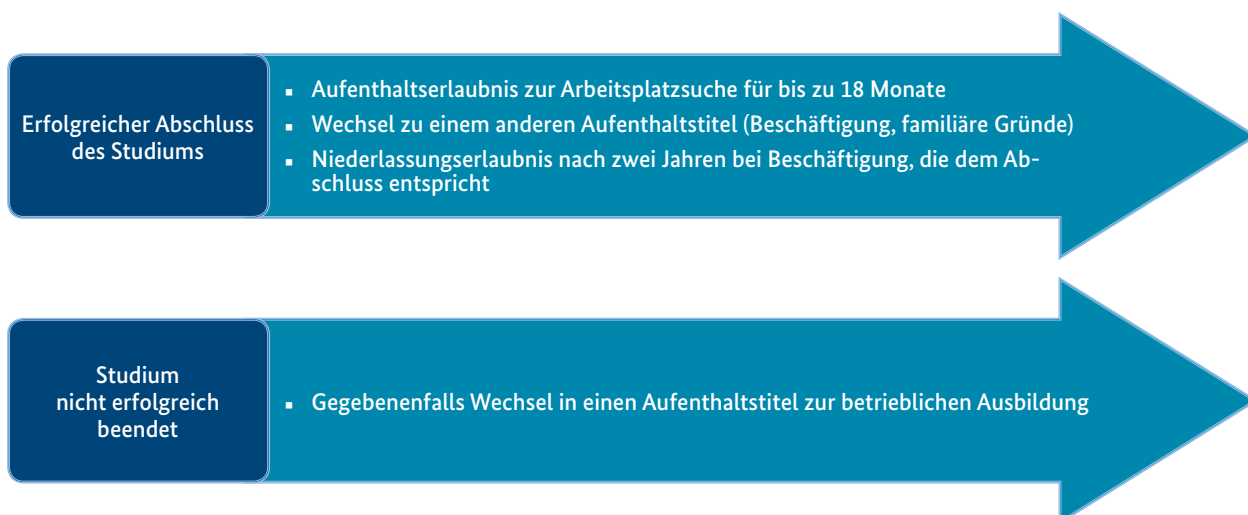 Erfolgreicher Abschluss
des Studiums
▪ Aufenthaltserlaubnis zur Arbeitsplatzsuche für bis zu 18 Monate
▪ Wechsel zu einem anderen Aufenthaltstitel (Beschäftigung, familiäre Gründe)
▪ Niederlassungserlaubnis nach zwei Jahren bei Beschäftigung, die dem Ab-
schluss entspricht
Studium
nicht erfolgreich
beendet
▪ Gegebenenfalls Wechsel in einen Aufenthaltstitel zur betrieblichen Ausbildung